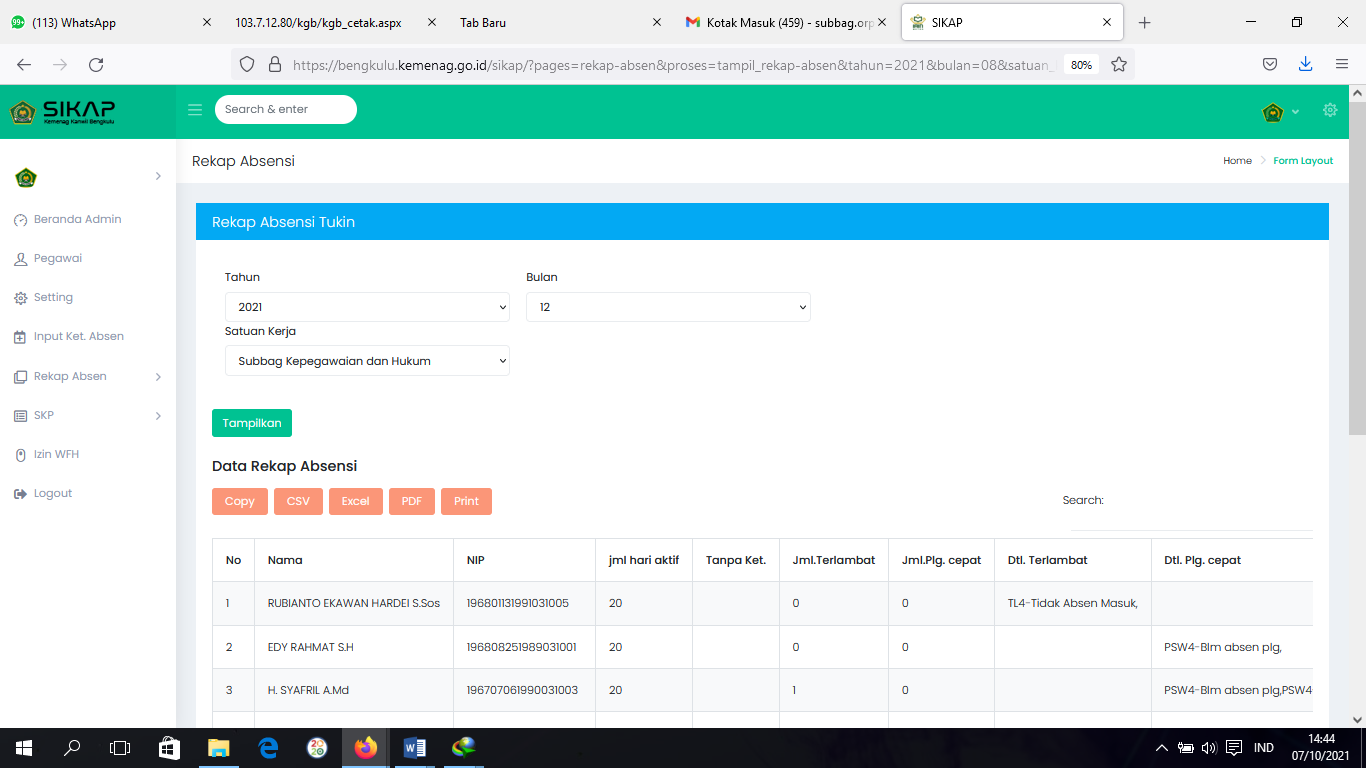 (113) WhatsApp
103.7.12.80/kgb/kgb_cetak.aspx
Tab Baru
Kotak Masuk (459) - subbag.orp
SIKAP
https://bengkulu.kemenag.go.id/sikap/?pages=rekap-absen&proses=tampil_rekap-absen&tahun=2021&bulan=08&satuan_
80%
SIKAP
Kemenag Kanwil Bengkulu
Search & enter
Rekap Absensi
Home
Form Layout
Beranda Admin
Pegawai
Setting
Input Ket. Absen
Rekap Absen
SKP
Izin WFH
Logout
Rekap Absensi Tukin
Tahun
Bulan
2021
12
Satuan Kerja
Subbag Kepegawaian dan Hukum
Tampilkan
Data Rekap Absensi
Copy
CSV
Excel
PDF
Print
Search:
No Nama NIP jml hari aktif Tanpa Ket. Jml.Terlambat Jml.Plg. cepat Dtl. Terlambat Dtl. Plg. cepat
1 RUBIANTO EKAWAN HARDEI S.Sos 196801131991031005 20 0 0 TL4-Tidak Absen Masuk,
2 EDY RAHMAT S.H 196808251989031001 20 0 0 PSW4-Blm absen plg,
3 H. SYAFRIL A.Md 196707061990031003 20 1 0 PSW4-Blm absen plg,PSW4
IND
14:44
07/10/2021